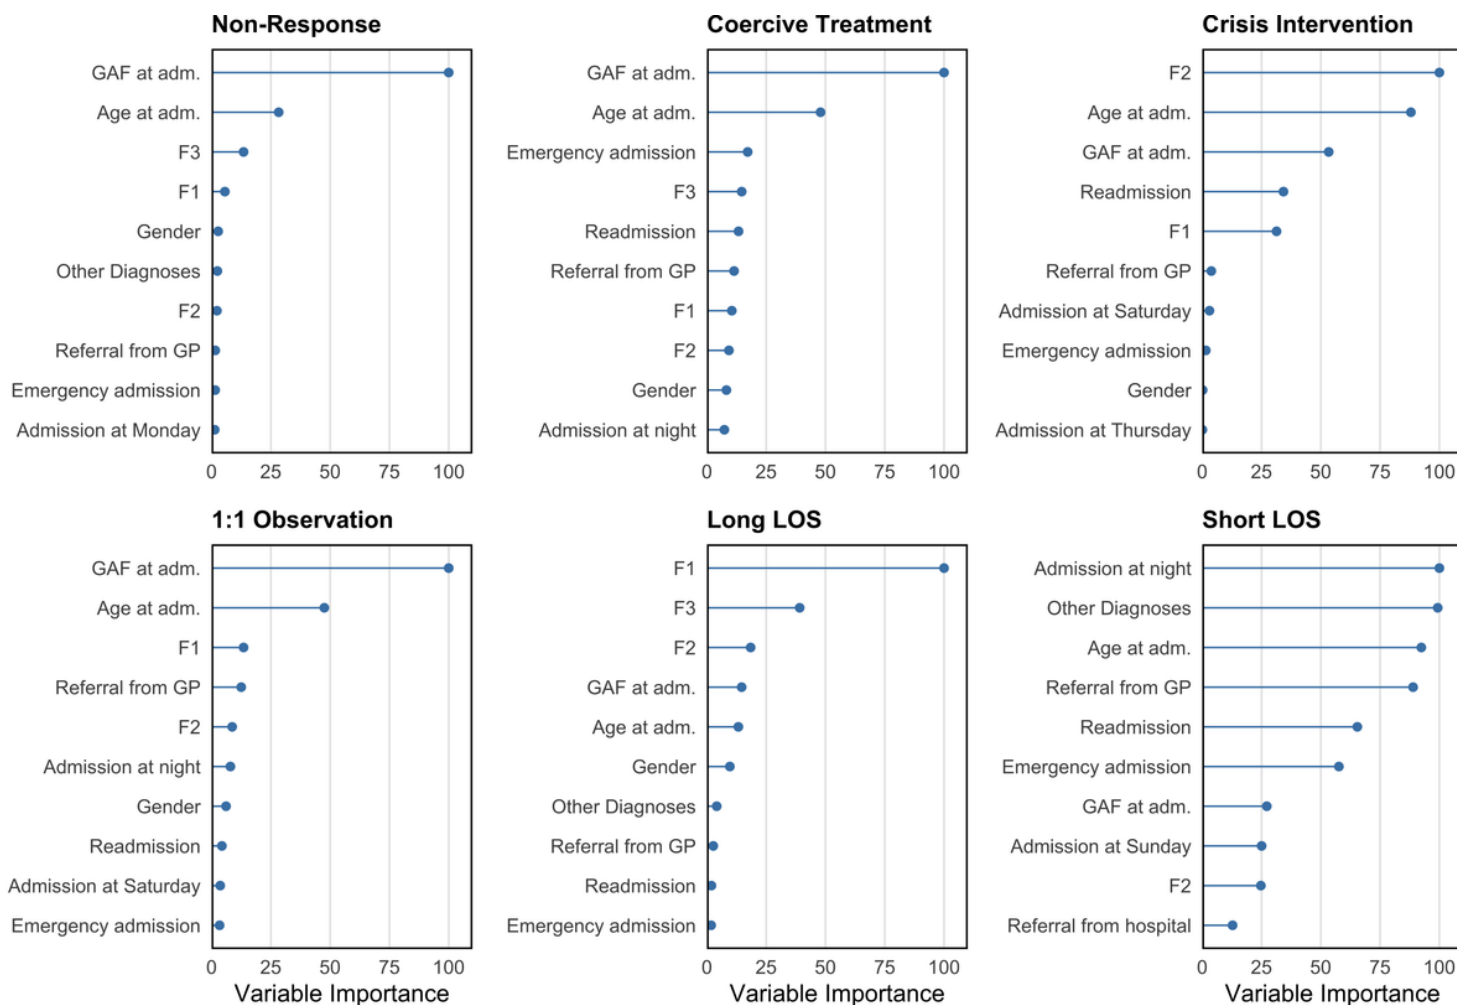 Non-Response
GAF at adm.
Age at adm.
F3
F1
Gender
Other Diagnoses
F2
Referral from GP
Emergency admission
Admission at Monday
0 25 50 75 100
Coercive Treatment
GAF at adm.
Age at adm.
Emergency admission
F3
Readmission
Referral from GP
F1
F2
Gender
Admission at night
0 25 50 75 100
Crisis Intervention
F2
Age at adm.
GAF at adm.
Readmission
F1
Referral from GP
Admission at Saturday
Emergency admission
Gender
Admission at Thursday
0 25 50 75 100
1:1 Observation
GAF at adm.
Age at adm.
F1
Referral from GP
F2
Admission at night
Gender
Readmission
Admission at Saturday
Emergency admission
0 25 50 75 100
Variable Importance
Long LOS
F1
F3
F2
GAF at adm.
Age at adm.
Gender
Other Diagnoses
Referral from GP
Readmission
Emergency admission
0 25 50 75 100
Variable Importance
Short LOS
Admission at night
Other Diagnoses
Age at adm.
Referral from GP
Readmission
Emergency admission
GAF at adm.
Admission at Sunday
F2
Referral from hospital
0 25 50 75 100
Variable Importance